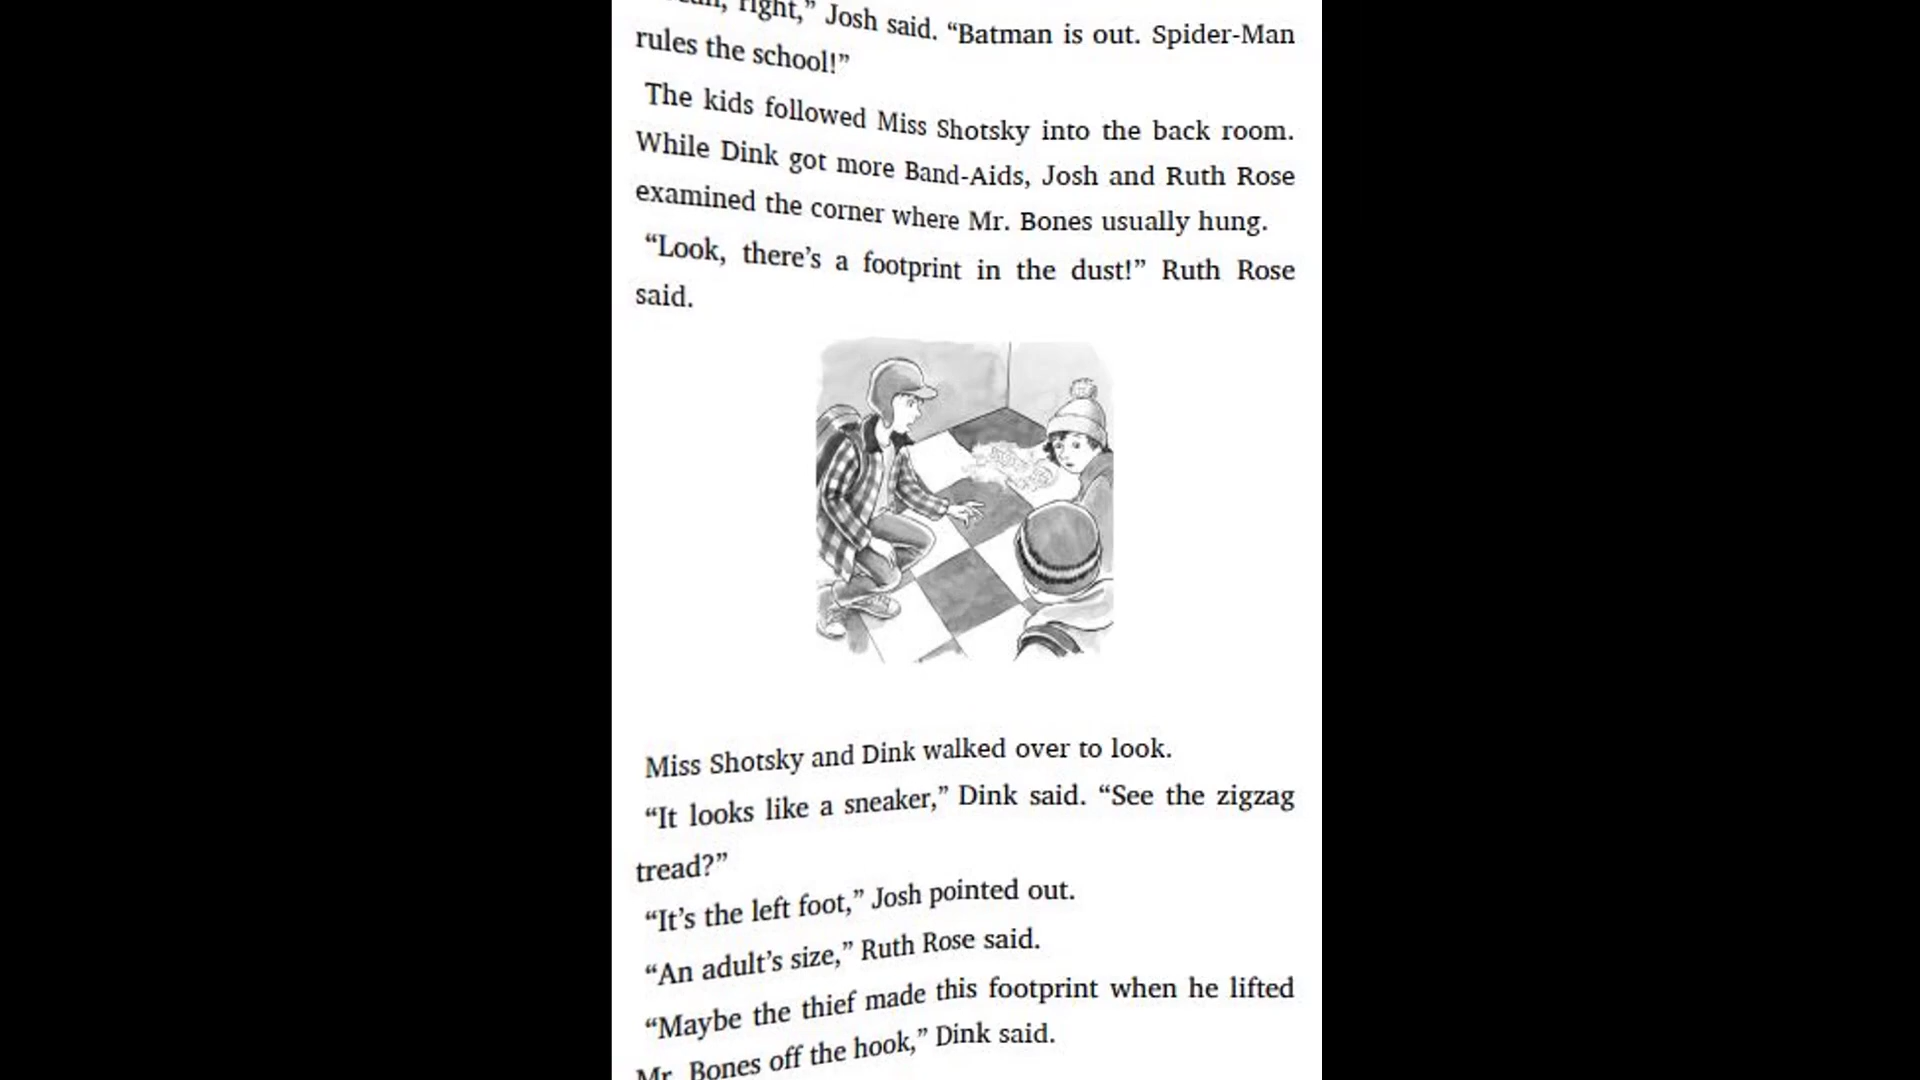 right,” Josh said. “Batman is out. Spider-Man
rules the school!”
The kids followed Miss Shotsky into the back room.
While Dink got more Band-Aids, Josh and Ruth Rose
examined the corner where Mr. Bones usually hung.
“Look, there’s a footprint in the dust!” Ruth Rose
said.
Miss Shotsky and Dink walked over to look.
“It looks like a sneaker,” Dink said. “See the zigzag
tread?”
“It’s the left foot,” Josh pointed out.
“An adult’s size,” Ruth Rose said.
“Maybe the thief made this footprint when he lifted
Mr. Bones off the hook,” Dink said.